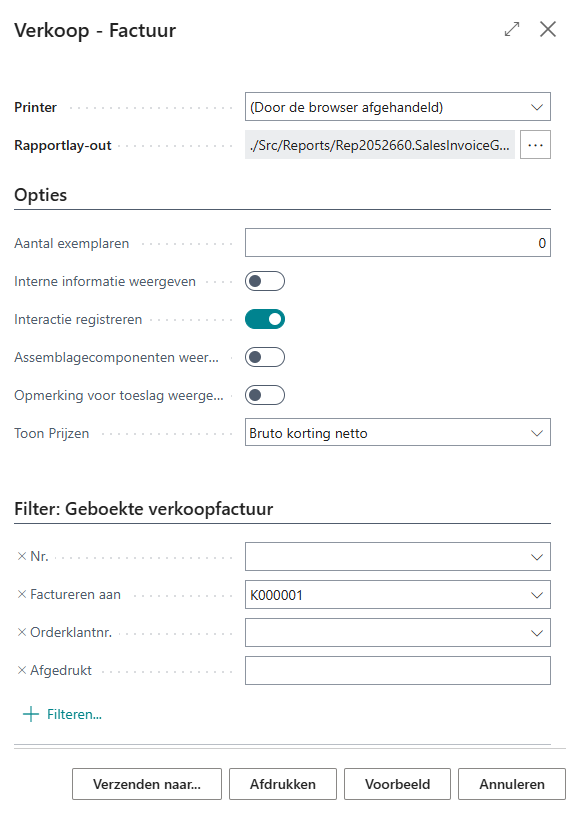 Verkoop - Factuur
Printer (Door de browser afgehandeld)
Rapportlay-out ./Src/Reports/Rep2052660.SalesInvoiceG... ...
Opties
Aantal exemplaren 0
Interne informatie weergeven
Interactie registreren
Assemblagecomponenten weer...
Opmerking voor toeslag weerge...
Toon Prijzen Bruto korting netto
Filter: Geboekte verkoopfactuur
Nr.
Factureren aan K000001
Orderklantnr.
Afgedrukt
Filteren...
Verzenden naar... Afdrukken Voorbeeld Annuleren